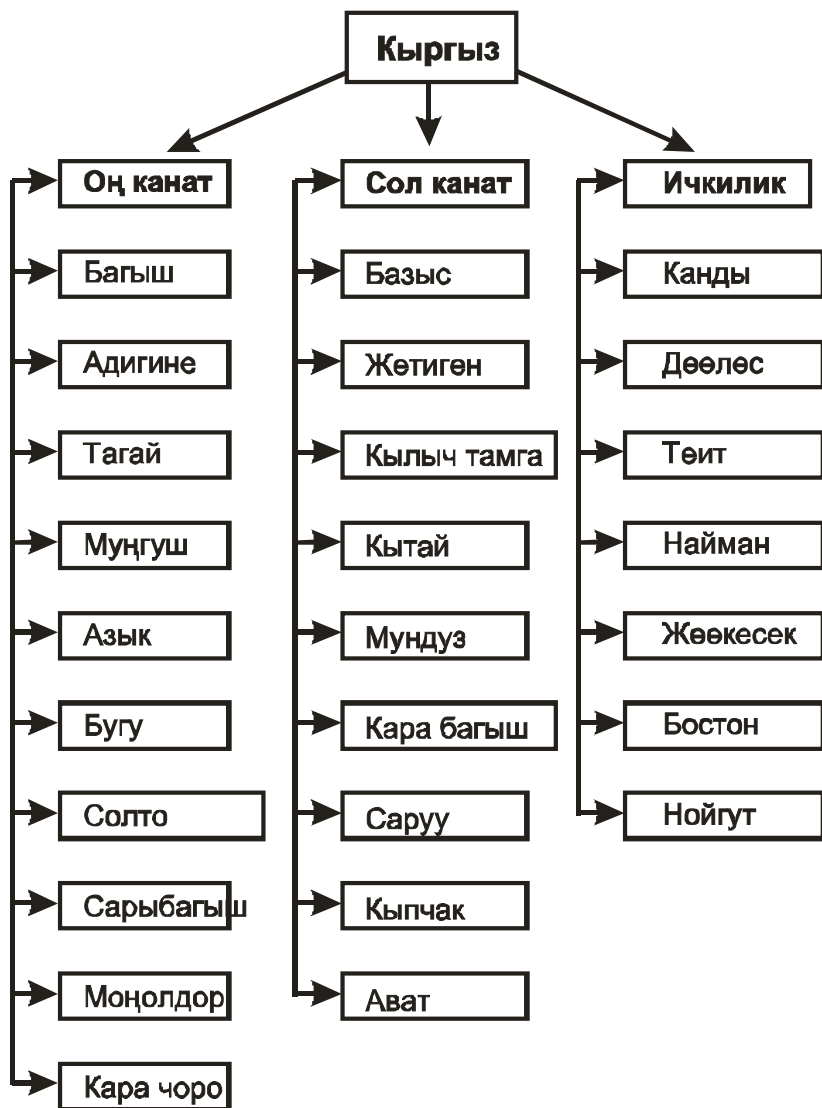 Кыргыз
Оң канат
Багыш
Адигине
Тагай
Муңгуш
Азык
Бугу
Солто
Сарыбагыш
Моңолдор
Кара чоро
Сол канат
Базыс
Жетиген
Кылыч тамга
Кытай
Мундуз
Кара багыш
Саруу
Кыпчак
Ават
Ичкилик
Канды
Дөөлөс
Теит
Найман
Жөөкесек
Бостон
Нойгут